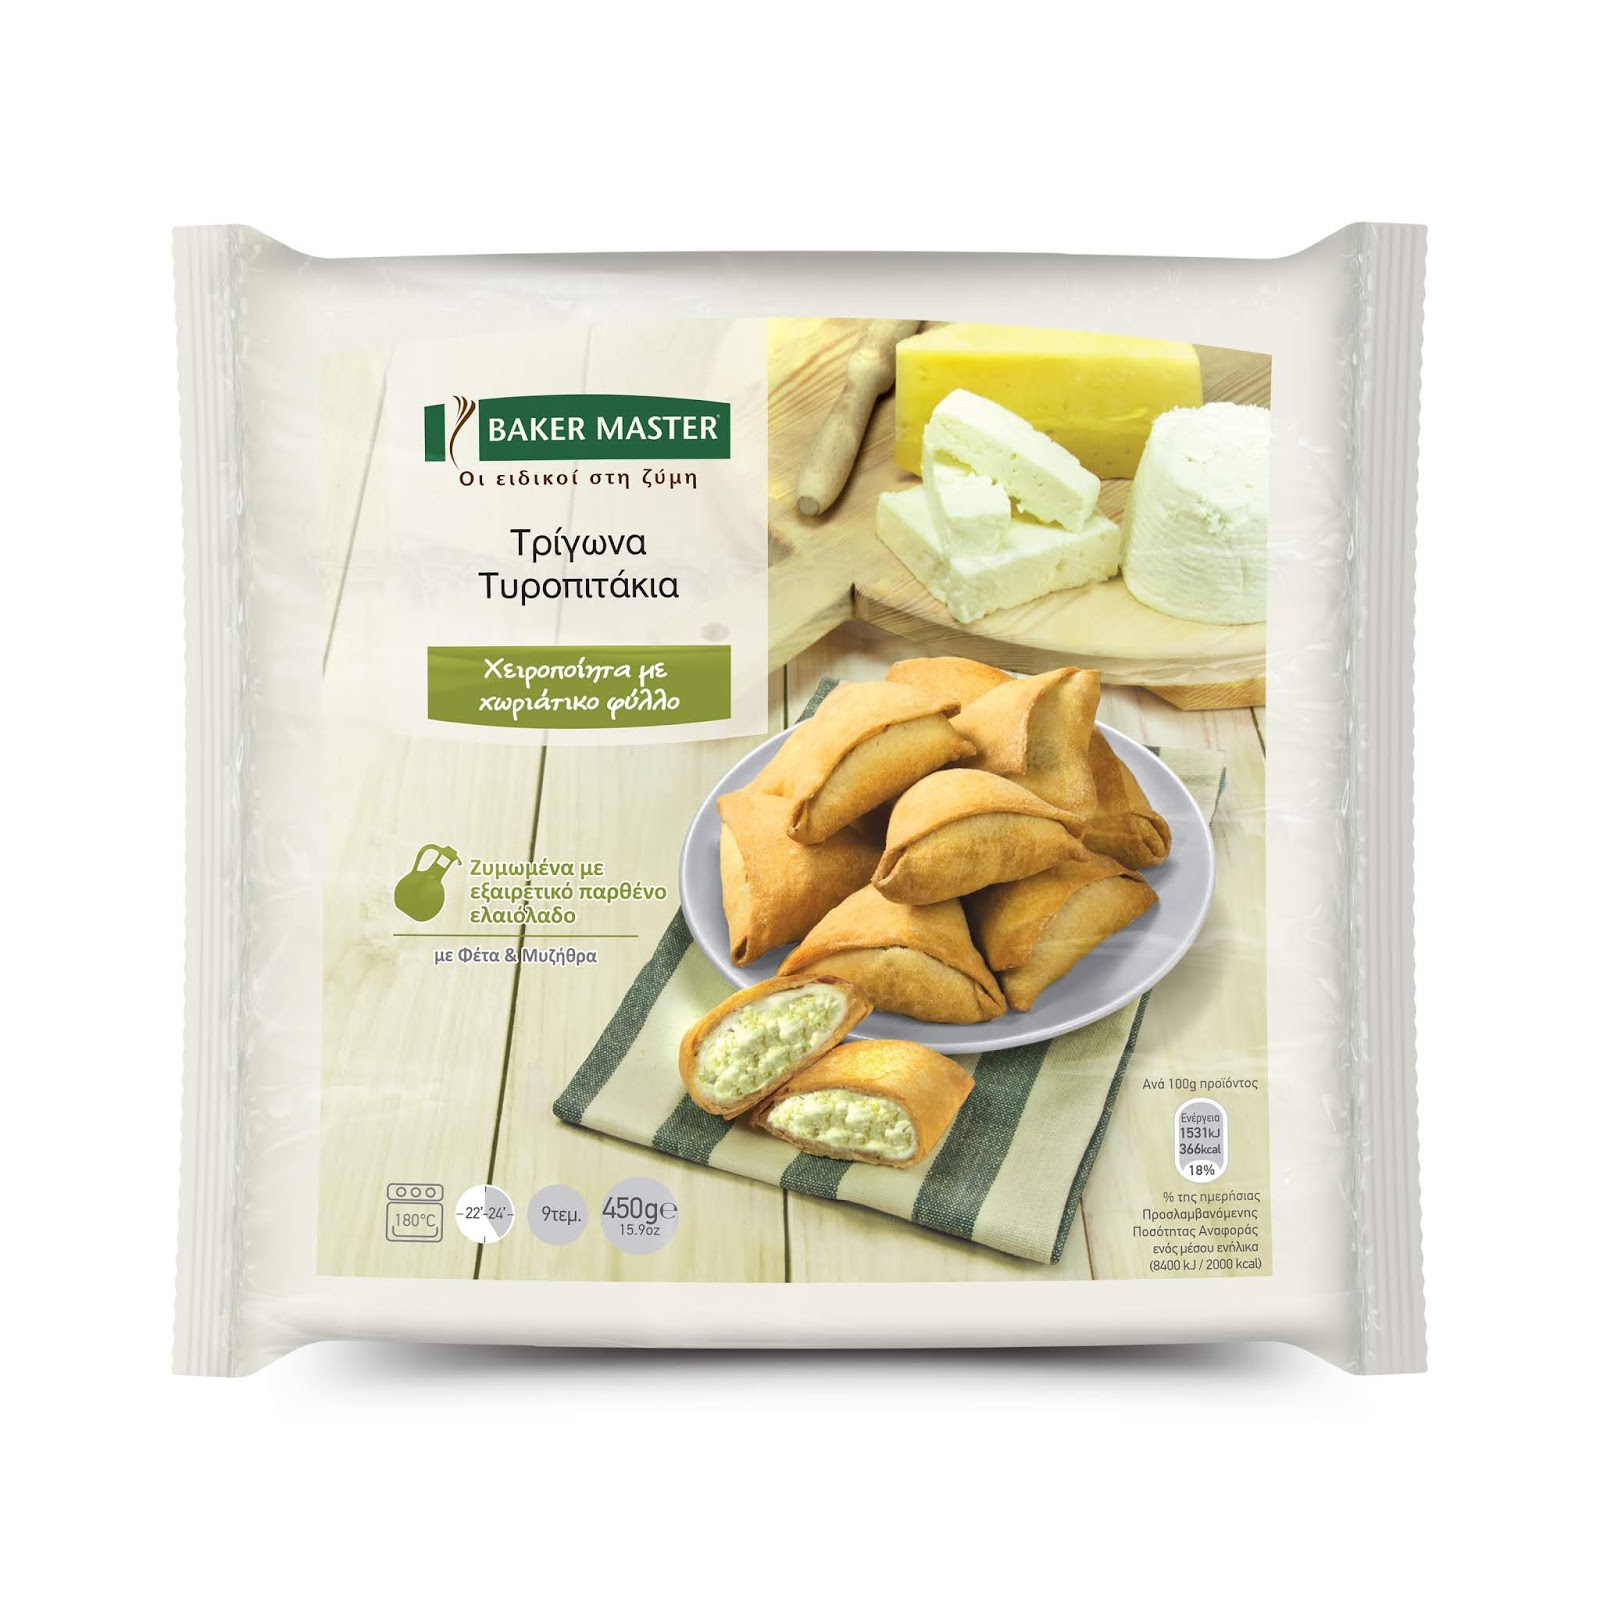 BAKER MASTER®
Οι ειδικοί στη ζύμη
Τρίγωνα
Τυροπιτάκια
Χειροποίητα με
χωριάτικο φύλλο
Ζυμωμένα με
εξαιρετικό παρθένο
ελαιόλαδο
με Φέτα & Μυζήθρα
180°C
22'-24'
9τεμ.
450g℮
15.9oz
Ανά 100g προϊόντος
Ενέργεια
1531kJ
366kcal
18%
% της ημερήσιας
Προσλαμβανόμενης
Ποσότητας Αναφοράς
ενός μέσου ενήλικα
(8400 kJ / 2000 kcal)